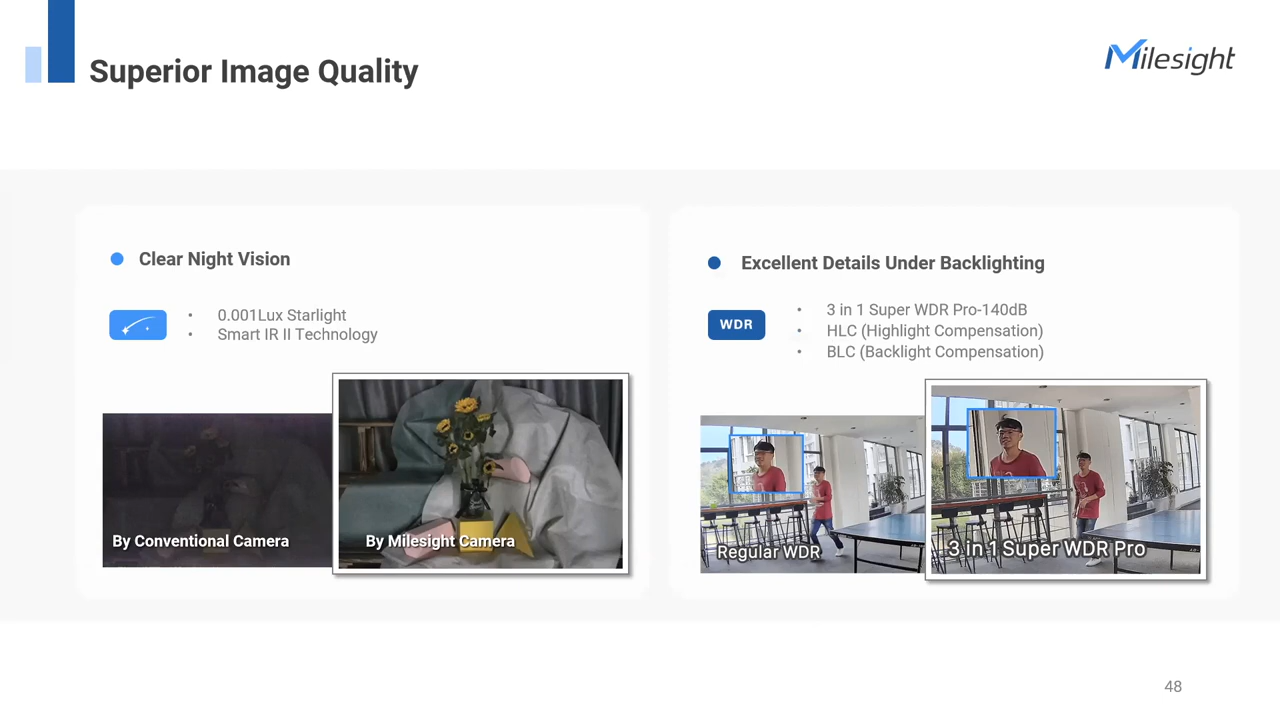 Superior Image Quality
Milesight
Clear Night Vision
• 0.001Lux Starlight
• Smart IR II Technology
By Conventional Camera
By Milesight Camera
Excellent Details Under Backlighting
WDR
• 3 in 1 Super WDR Pro-140dB
• HLC (Highlight Compensation)
• BLC (Backlight Compensation)
Regular WDR
3 in 1 Super WDR Pro
48